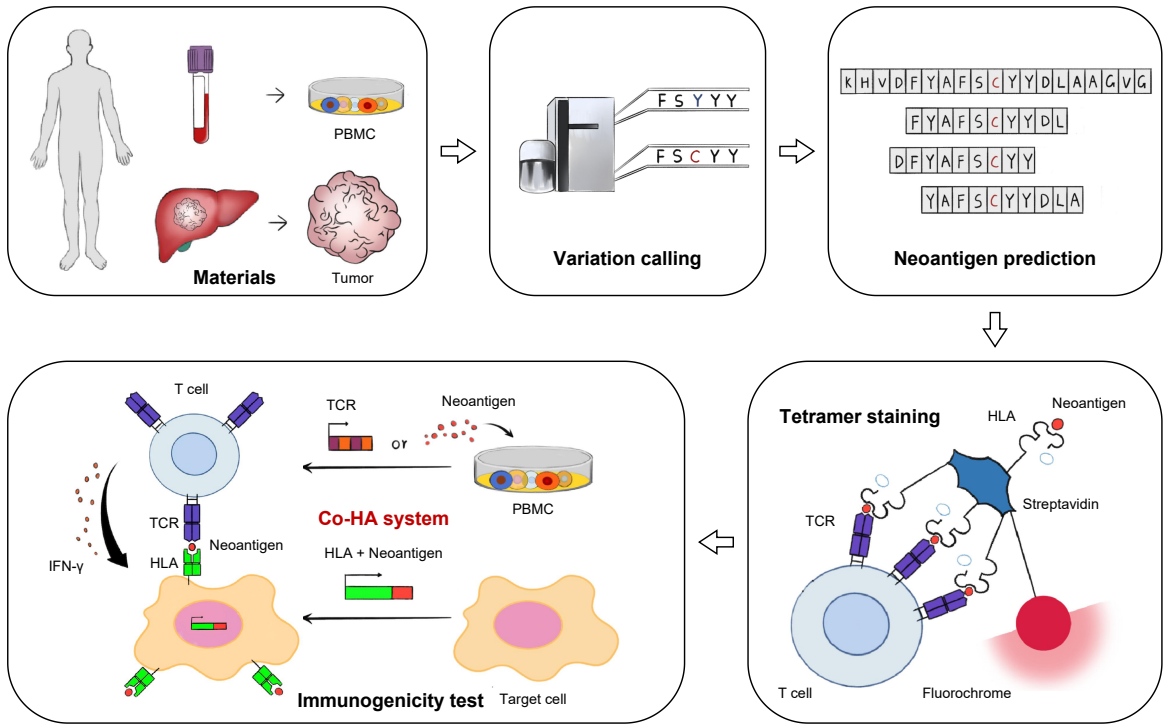 PBMC
Materials
Tumor
F S Y Y Y
F S C Y Y
Variation calling
K H V D F Y A F S C Y Y D L A A G V G
F Y A F S C Y Y D L
D F Y A F S C Y Y
Y A F S C Y Y D L A
Neoantigen prediction
T cell
TCR
or
Neoantigen
PBMC
TCR
Co-HA system
IFN-γ
HLA
Neoantigen
HLA + Neoantigen
Immunogenicity test
Target cell
Tetramer staining
HLA
Neoantigen
Streptavidin
TCR
T cell
Fluorochrome